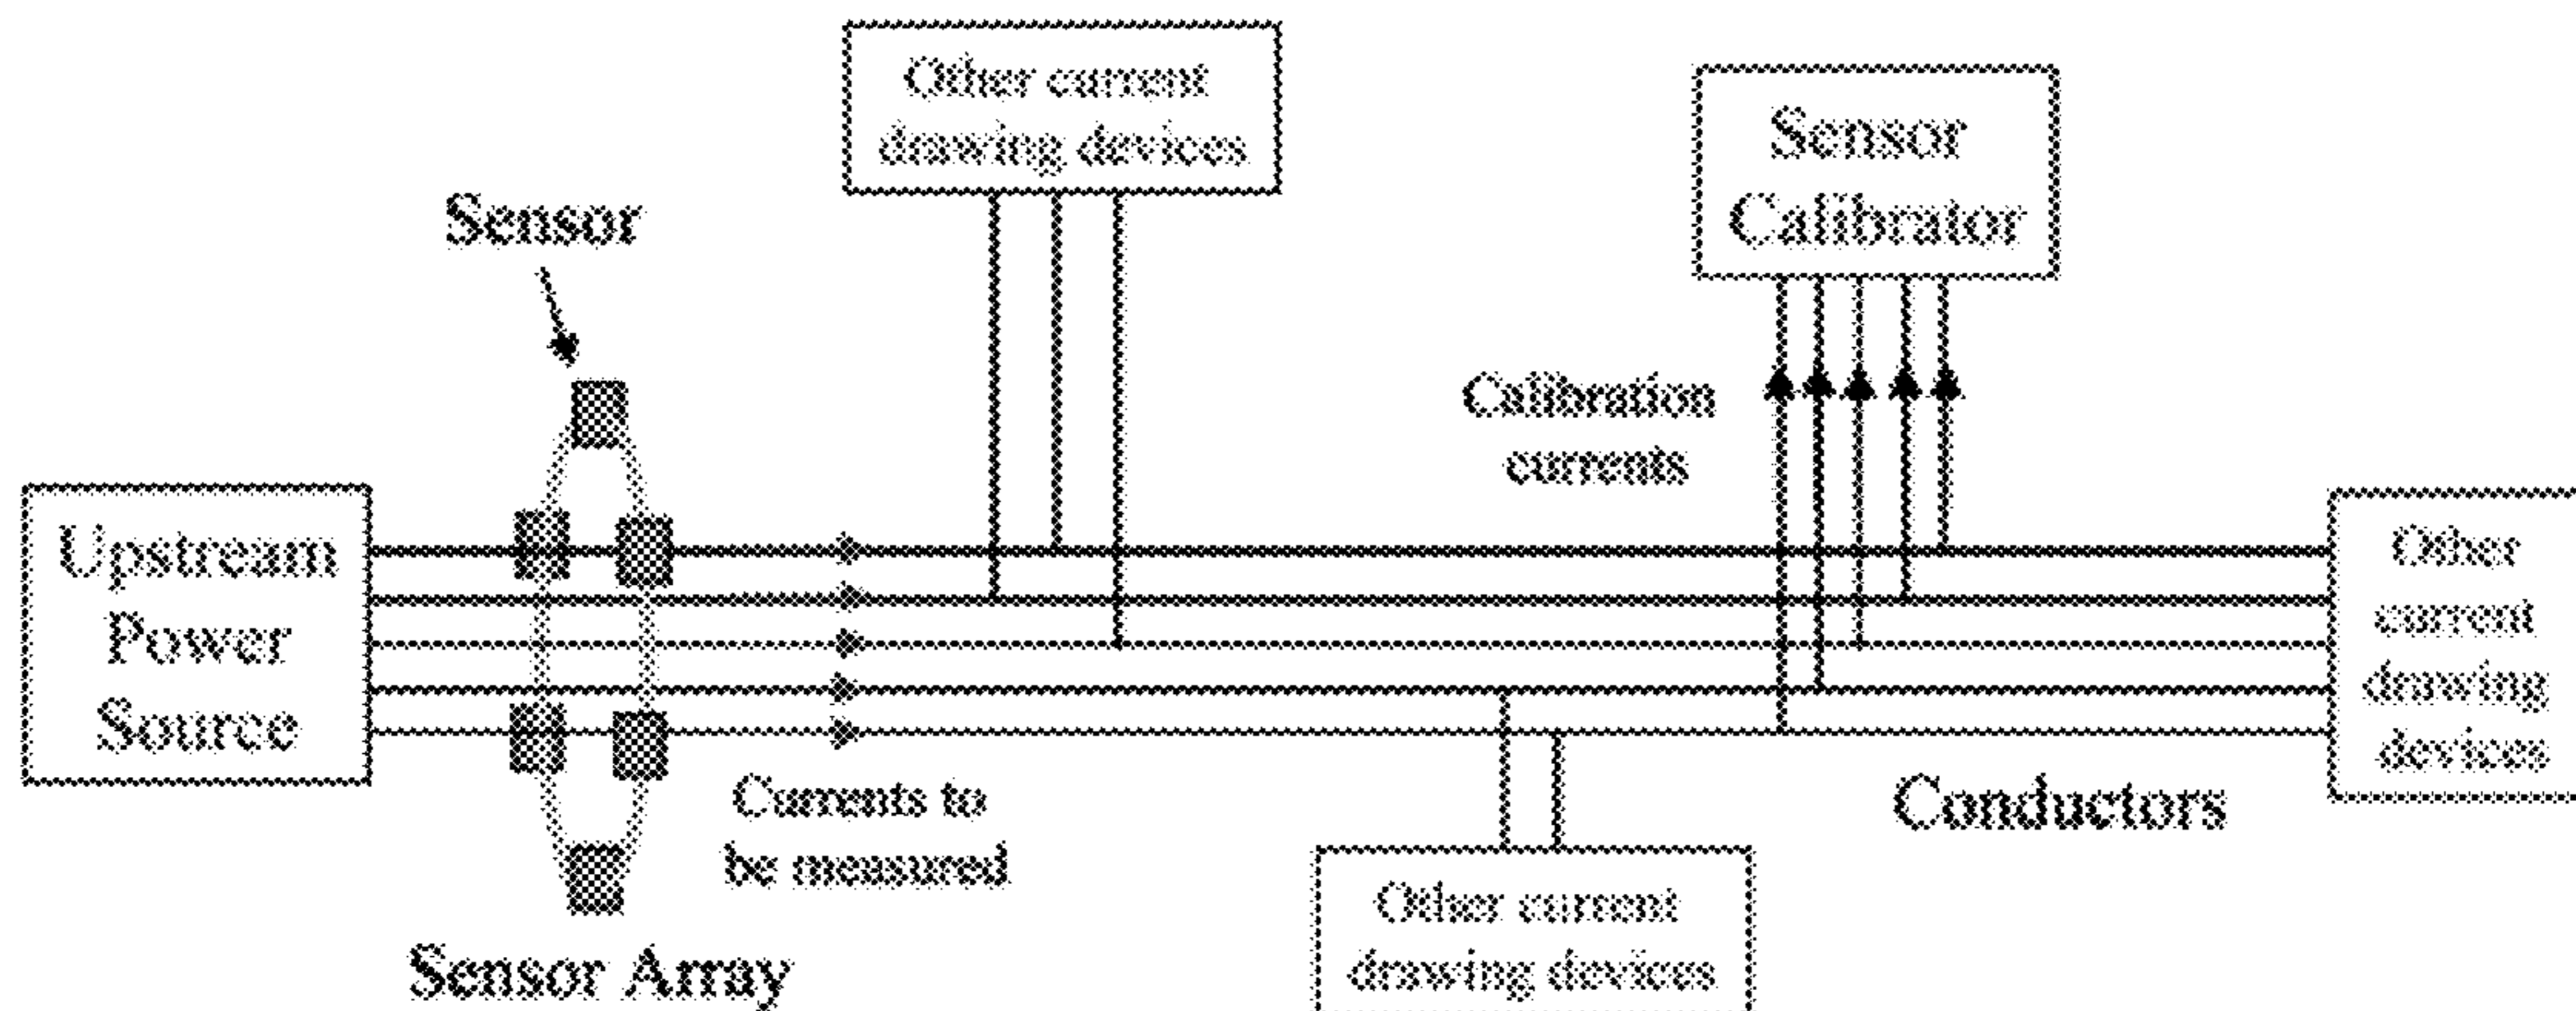 Other current
drawing devices
Sensor
Calibrator
Sensor
Calibration
currents
Upstream
Power
Source
Other
current
drawing
devices
Currents to
be measured
Conductors
Other current
drawing devices
Sensor Array